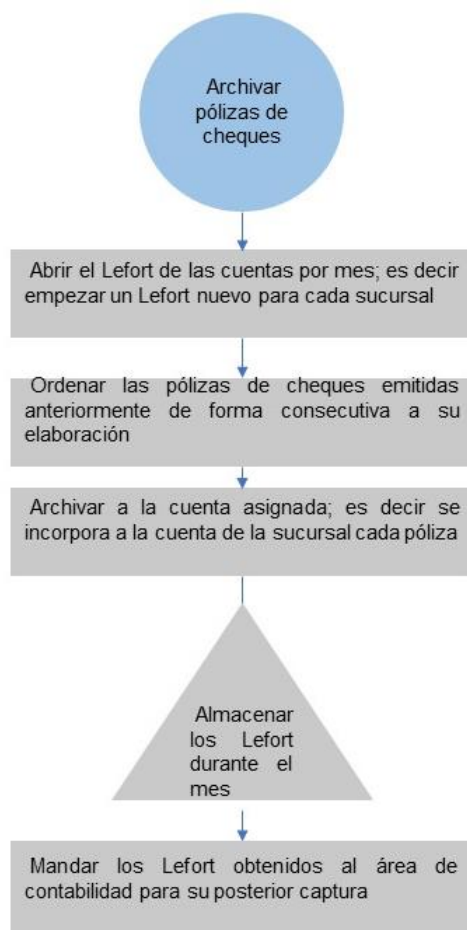 Archivar
pólizas de
cheques
Abrir el Lefort de las cuentas por mes; es decir
empezar un Lefort nuevo para cada sucursal
Ordenar las pólizas de cheques emitidas
anteriormente de forma consecutiva a su
elaboración
Archivar a la cuenta asignada; es decir se
incorpora a la cuenta de la sucursal cada póliza
Almacenar
los Lefort
durante el
mes
Mandar los Lefort obtenidos al área de
contabilidad para su posterior captura